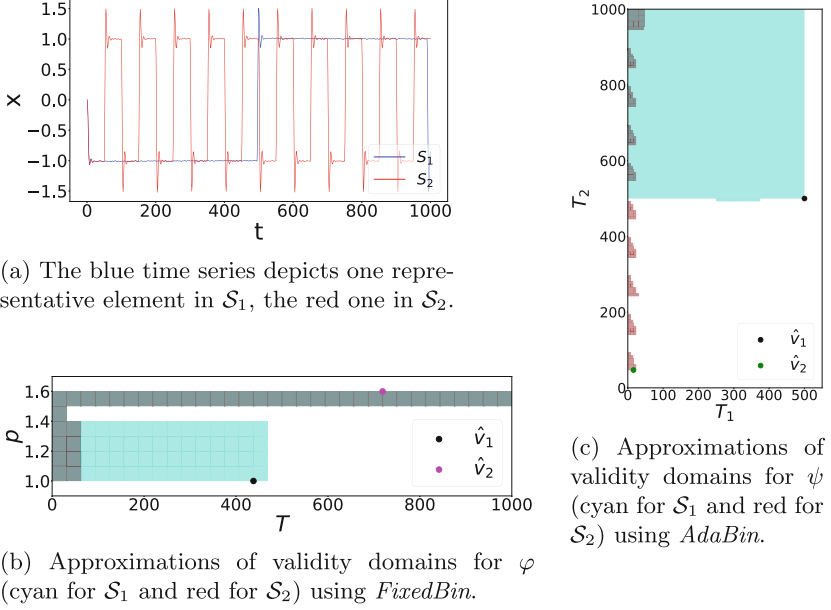 1.5
1.0
0.5
0.0
−0.5
−1.0
−1.5
x
0 200 400 600 800 1000
t
S₁
S₂
(a) The blue time series depicts one repre-
sentative element in 𝒮₁, the red one in 𝒮₂.
1.6
1.4
1.2
1.0
p
0 200 400 600 800 1000
T
v̂₁
v̂₂
(b) Approximations of validity domains for φ
(cyan for 𝒮₁ and red for 𝒮₂) using FixedBin.
1000
800
600
400
200
0
T₂
0 100 200 300 400 500
T₁
v̂₁
v̂₂
(c) Approximations of
validity domains for ψ
(cyan for 𝒮₁ and red for
𝒮₂) using AdaBin.